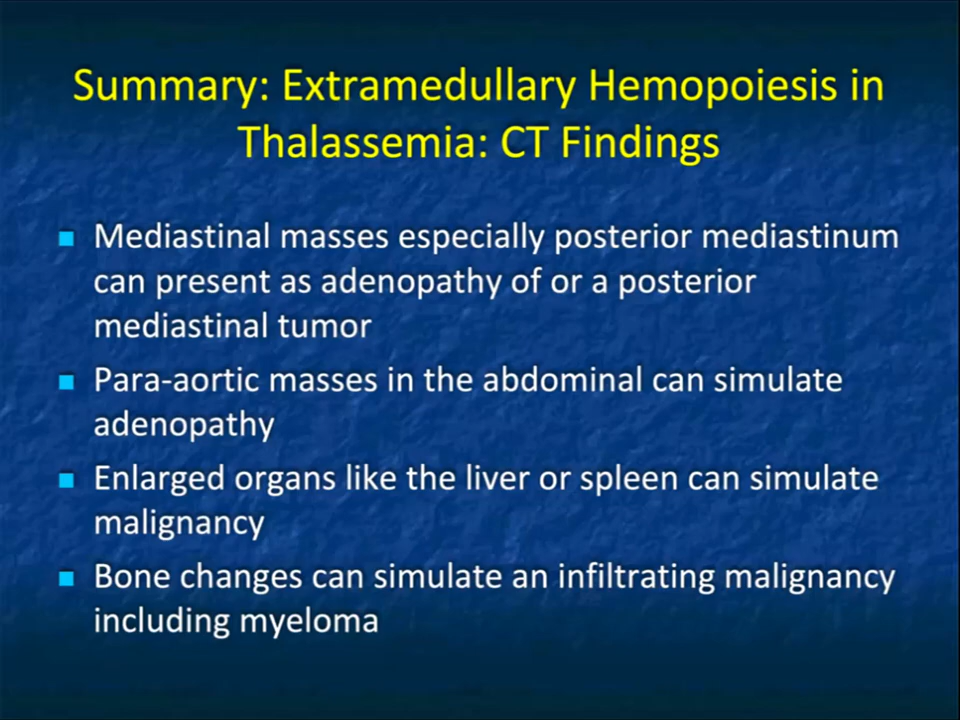 Summary: Extramedullary Hemopoiesis in
Thalassemia: CT Findings
Mediastinal masses especially posterior mediastinum
can present as adenopathy of or a posterior
mediastinal tumor
Para-aortic masses in the abdominal can simulate
adenopathy
Enlarged organs like the liver or spleen can simulate
malignancy
Bone changes can simulate an infiltrating malignancy
including myeloma